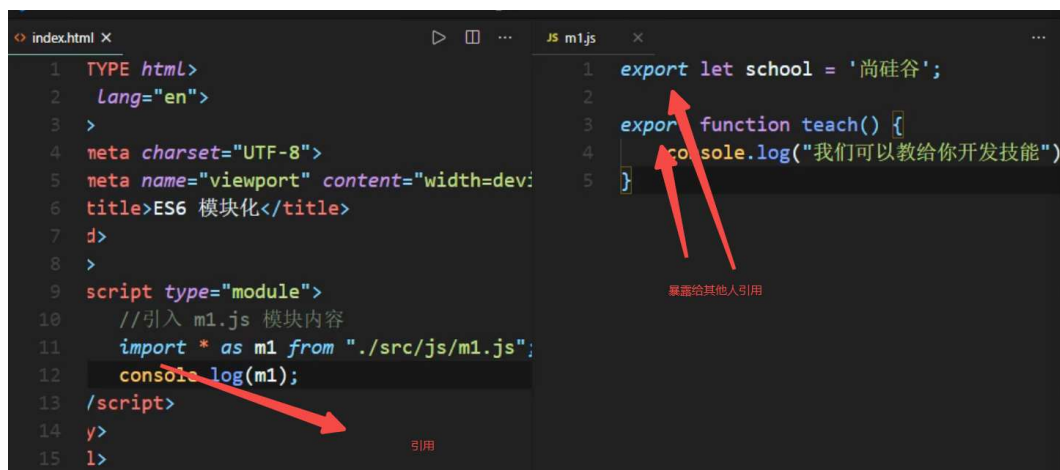 index.html
1 TYPE html>
2 lang="en">
3 >
4 meta charset="UTF-8">
5 meta name="viewport" content="width=devi
6 title>ES6 模块化</title>
7 d>
8 >
9 script type="module">
10 //引入 m1.js 模块内容
11 import * as m1 from "./src/js/m1.js";
12 console.log(m1);
13 /script>
14 y>
15 l>
引用
JS m1.js
1 export let school = '尚硅谷';
2
3 export function teach() {
4 console.log("我们可以教给你开发技能")
5 }
暴露给其他人引用